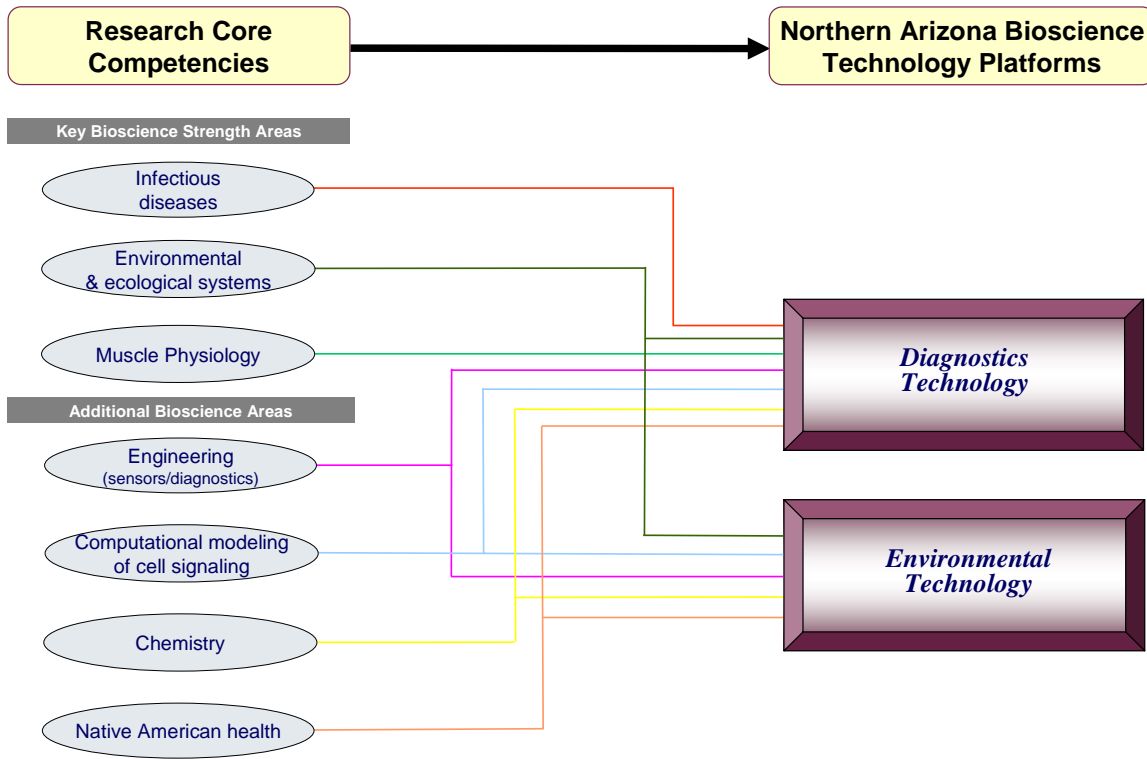 Research Core
Competencies
Northern Arizona Bioscience
Technology Platforms
Key Bioscience Strength Areas
Infectious
diseases
Environmental
& ecological systems
Muscle Physiology
Additional Bioscience Areas
Engineering
(sensors/diagnostics)
Computational modeling
of cell signaling
Chemistry
Native American health
Diagnostics
Technology
Environmental
Technology